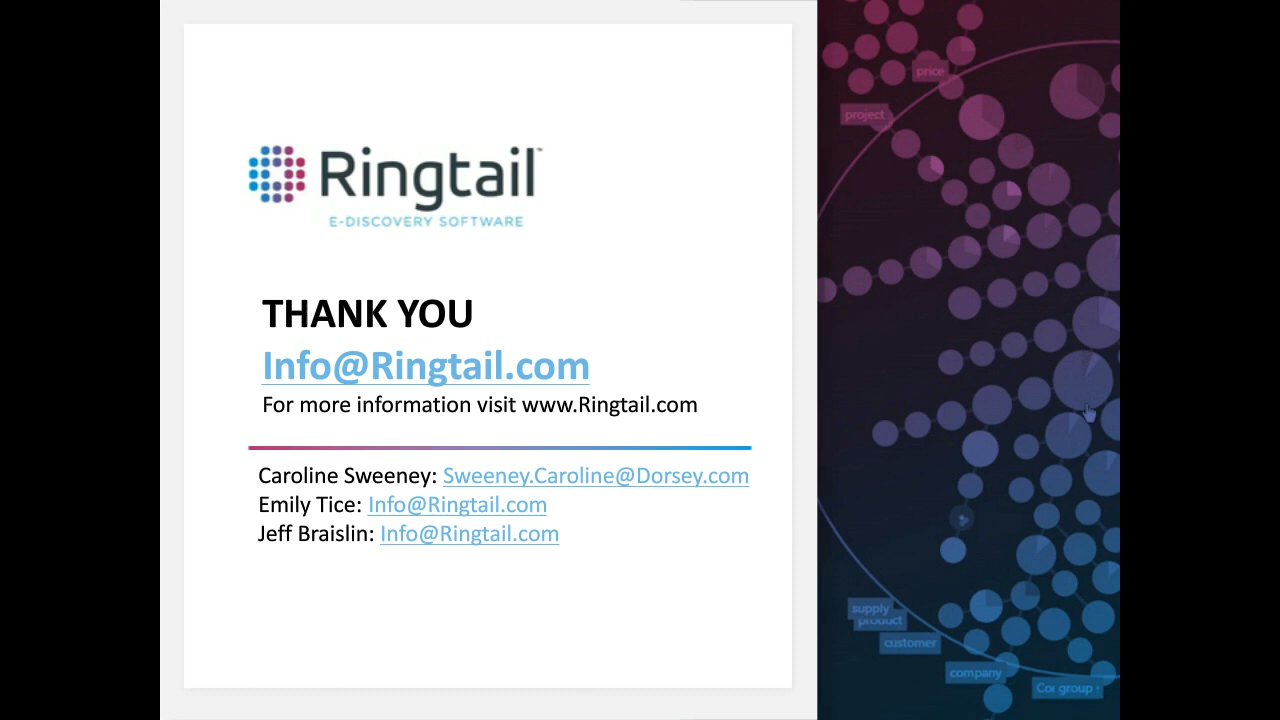 Ringtail™
E-DISCOVERY SOFTWARE
THANK YOU
Info@Ringtail.com
For more information visit www.Ringtail.com
Caroline Sweeney: Sweeney.Caroline@Dorsey.com
Emily Tice: Info@Ringtail.com
Jeff Braislin: Info@Ringtail.com
price
project
supply
product
customer
company
group